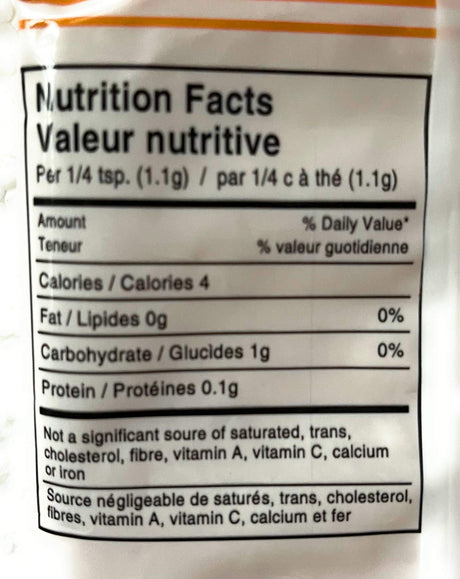 Nutrition Facts
Valeur nutritive
Per 1/4 tsp. (1.1g) / par 1/4 c à thé (1.1g)
Amount % Daily Value*
Teneur % valeur guotidienne
Calories / Calories 4
Fat / Lipides 0g 0%
Carbohydrate / Glucides 1g 0%
Protein / Protéines 0.1g
Not a significant soure of saturated, trans,
cholesterol, fibre, vitamin A, vitamin C, calcium
or iron
Source négligeable de saturés, trans, cholesterol,
fibres, vitamin A, vitamin C, calcium et fer